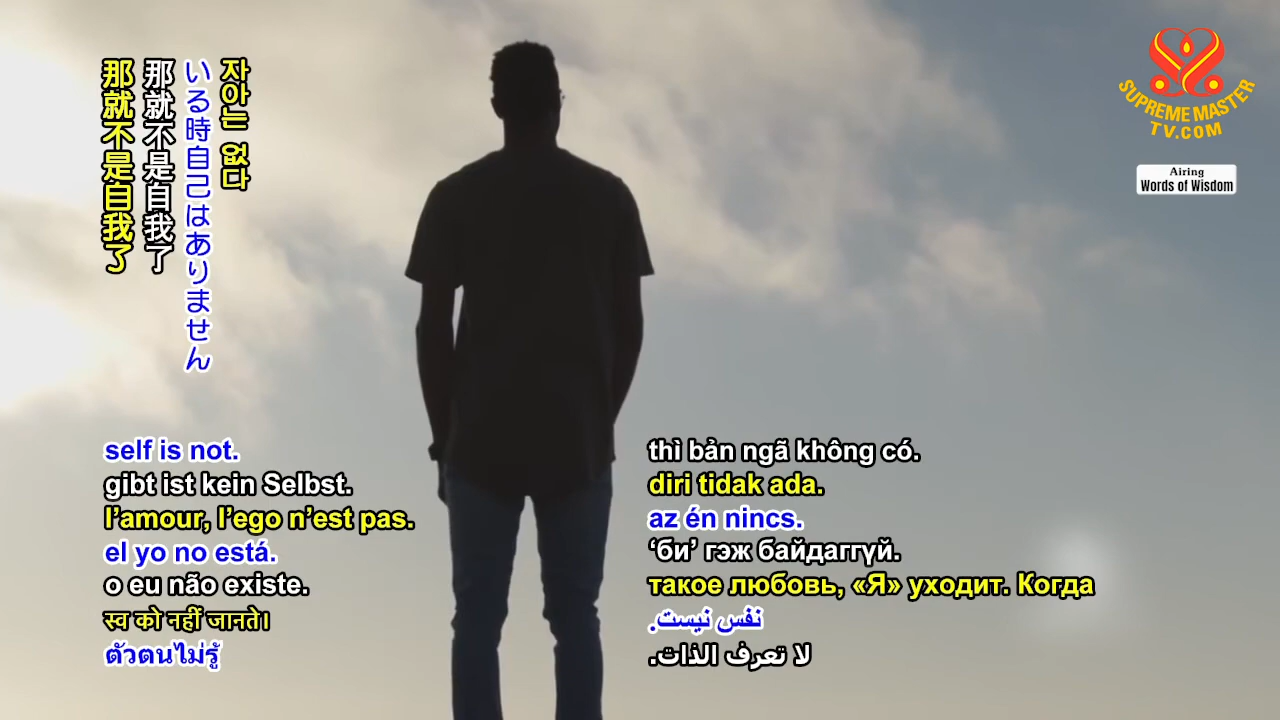 那就不是自我了
那就不是自我了
いる時自己はありません
자아는 없다
SUPREME MASTER
TV.COM
Airing
Words of Wisdom
self is not.
gibt ist kein Selbst.
l’amour, l’ego n’est pas.
el yo no está.
o eu não existe.
स्व को नहीं जानते।
ตัวตนไม่รู้
thì bản ngã không có.
diri tidak ada.
az én nincs.
‘би’ гэж байдаггүй.
такое любовь, «Я» уходит. Когда
نفس نیست.
لا تعرف الذات.